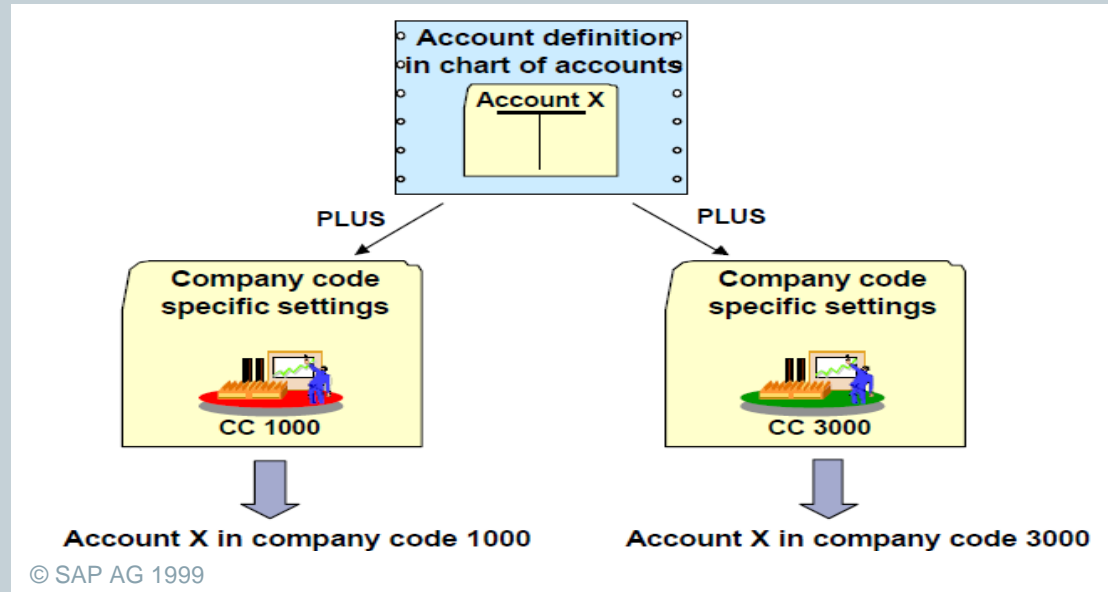 Account definition
in chart of accounts
Account X
PLUS
PLUS
Company code
specific settings
CC 1000
Company code
specific settings
CC 3000
Account X in company code 1000
Account X in company code 3000
© SAP AG 1999